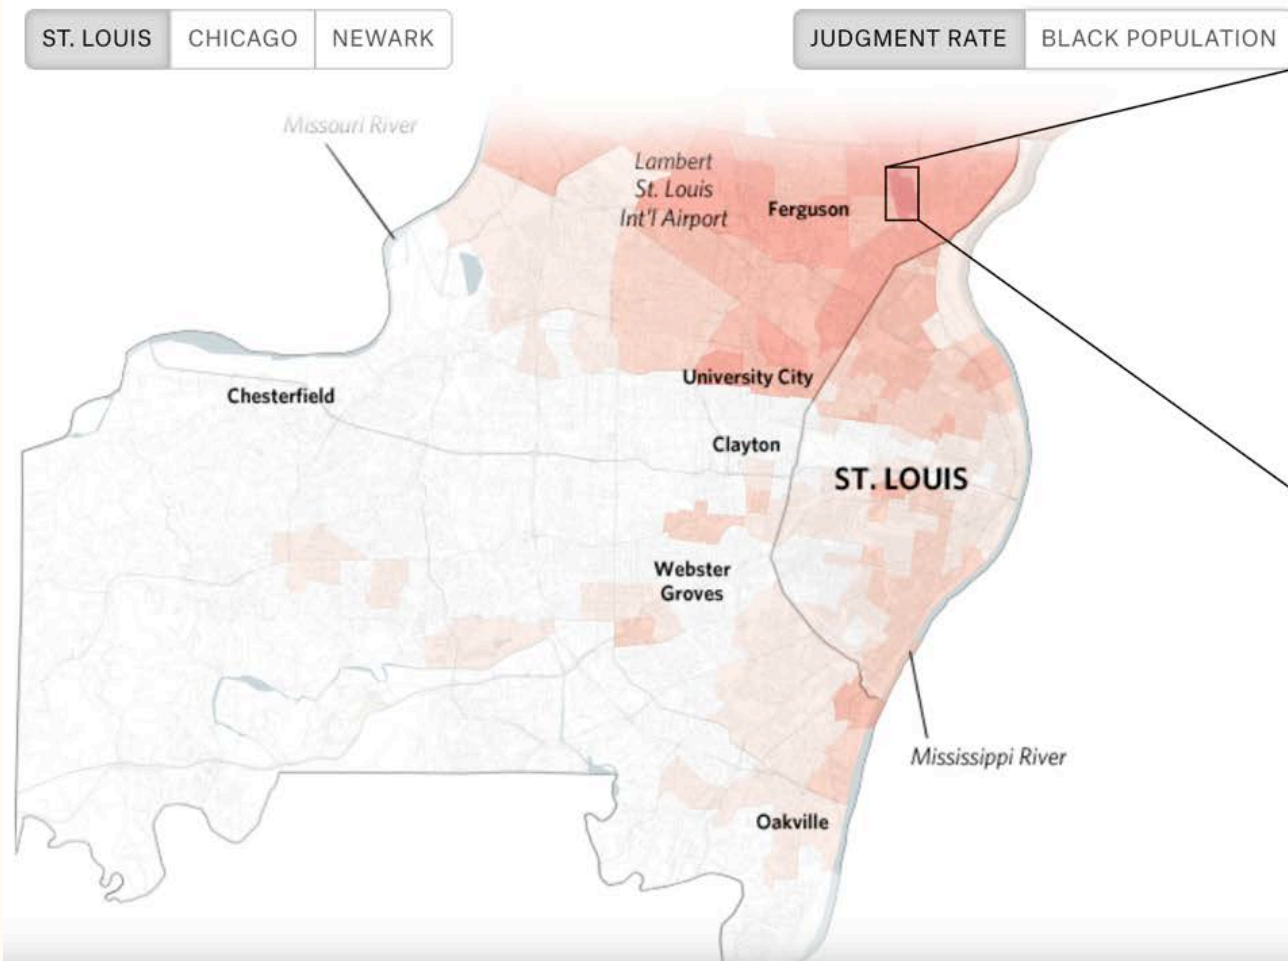 ST. LOUIS
CHICAGO
NEWARK
JUDGMENT RATE
BLACK POPULATION
Missouri River
Lambert
St. Louis
Int'l Airport
Ferguson
University City
Chesterfield
Clayton
ST. LOUIS
Webster
Groves
Mississippi River
Oakville